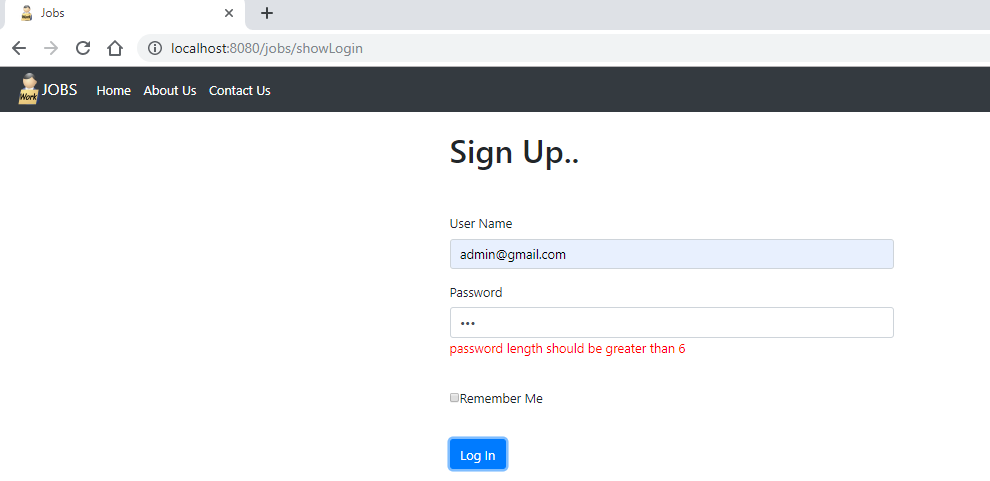 Jobs
localhost:8080/jobs/showLogin
Work JOBS Home About Us Contact Us
Sign Up..
User Name
admin@gmail.com
Password
•••
password length should be greater than 6
Remember Me
Log In